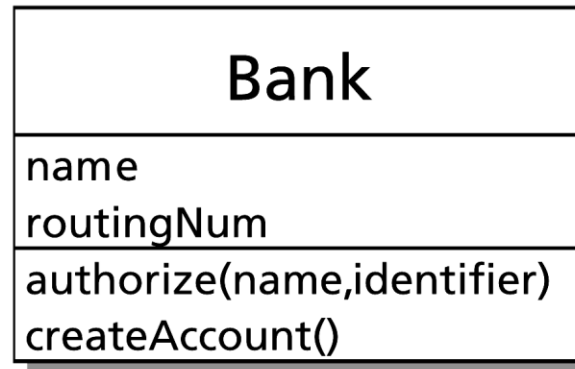 Bank
name
routingNum
authorize(name,identifier)
createAccount()